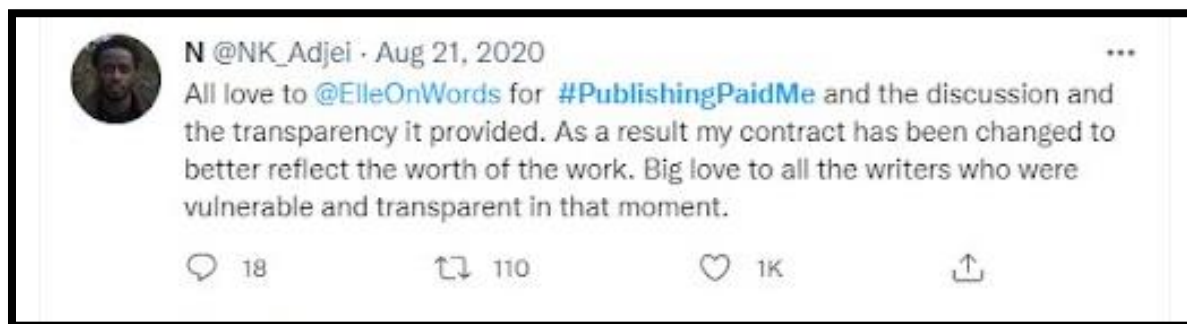 N @NK_Adjei · Aug 21, 2020
All love to @ElleOnWords for #PublishingPaidMe and the discussion and
the transparency it provided. As a result my contract has been changed to
better reflect the worth of the work. Big love to all the writers who were
vulnerable and transparent in that moment.
18 110 1K